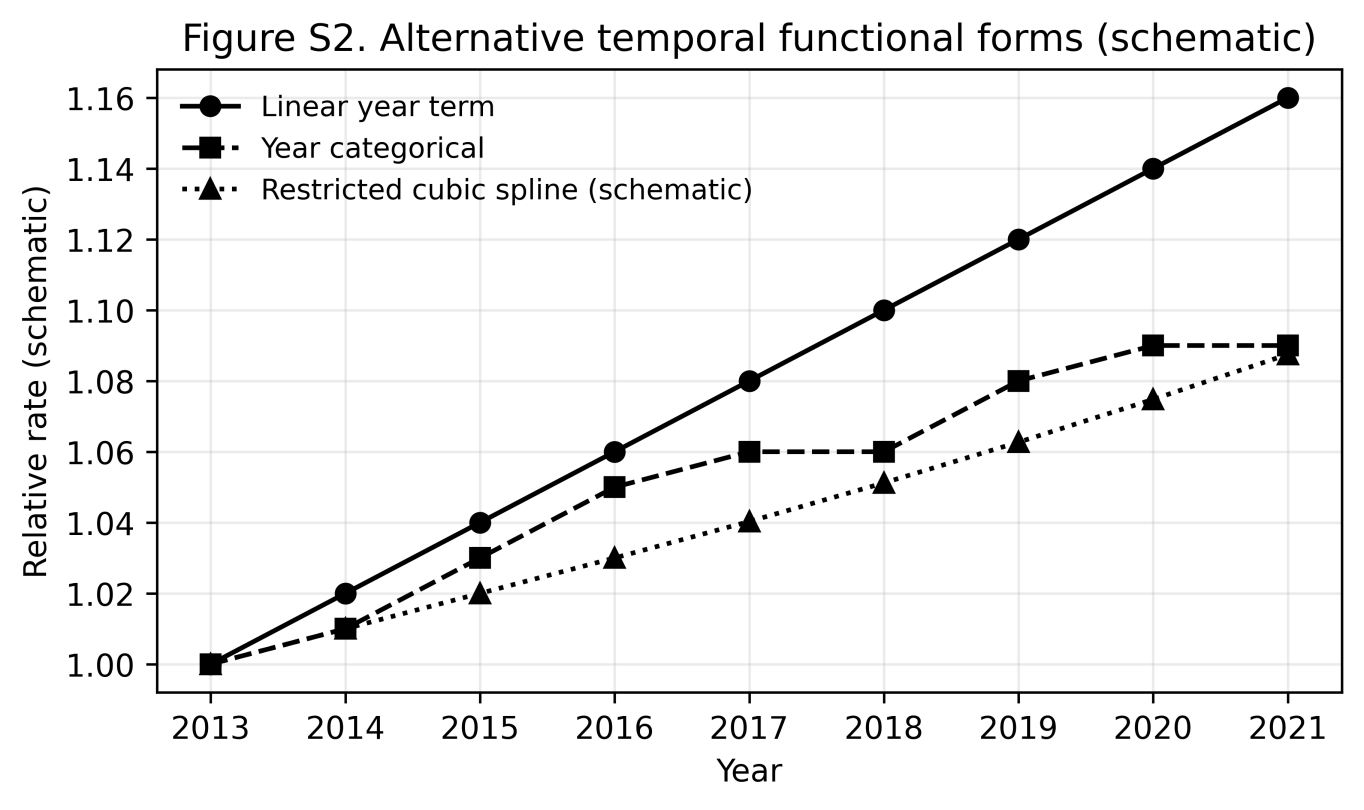 Figure S2. Alternative temporal functional forms (schematic)
Linear year term
Year categorical
Restricted cubic spline (schematic)
Relative rate (schematic)
1.16
1.14
1.12
1.10
1.08
1.06
1.04
1.02
1.00
2013 2014 2015 2016 2017 2018 2019 2020 2021
Year